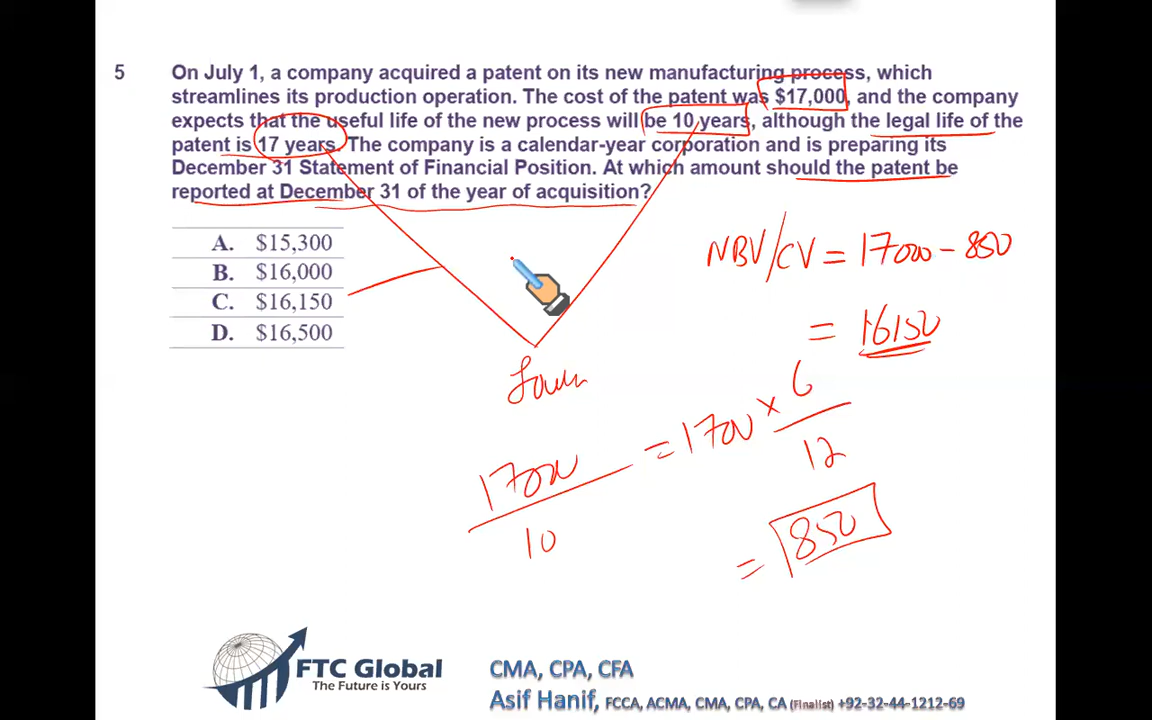 5 On July 1, a company acquired a patent on its new manufacturing process, which
streamlines its production operation. The cost of the patent was $17,000, and the company
expects that the useful life of the new process will be 10 years, although the legal life of the
patent is 17 years. The company is a calendar-year corporation and is preparing its
December 31 Statement of Financial Position. At which amount should the patent be
reported at December 31 of the year of acquisition?
A. $15,300
B. $16,000
C. $16,150
D. $16,500
NBV/CV = 17000 - 850
= 16150
17000
10
= 1700 × 6
12
= 850
FTC Global
The Future is Yours
CMA, CPA, CFA
Asif Hanif, FCCA, ACMA, CMA, CPA, CA (Finalist) +92-32-44-1212-69